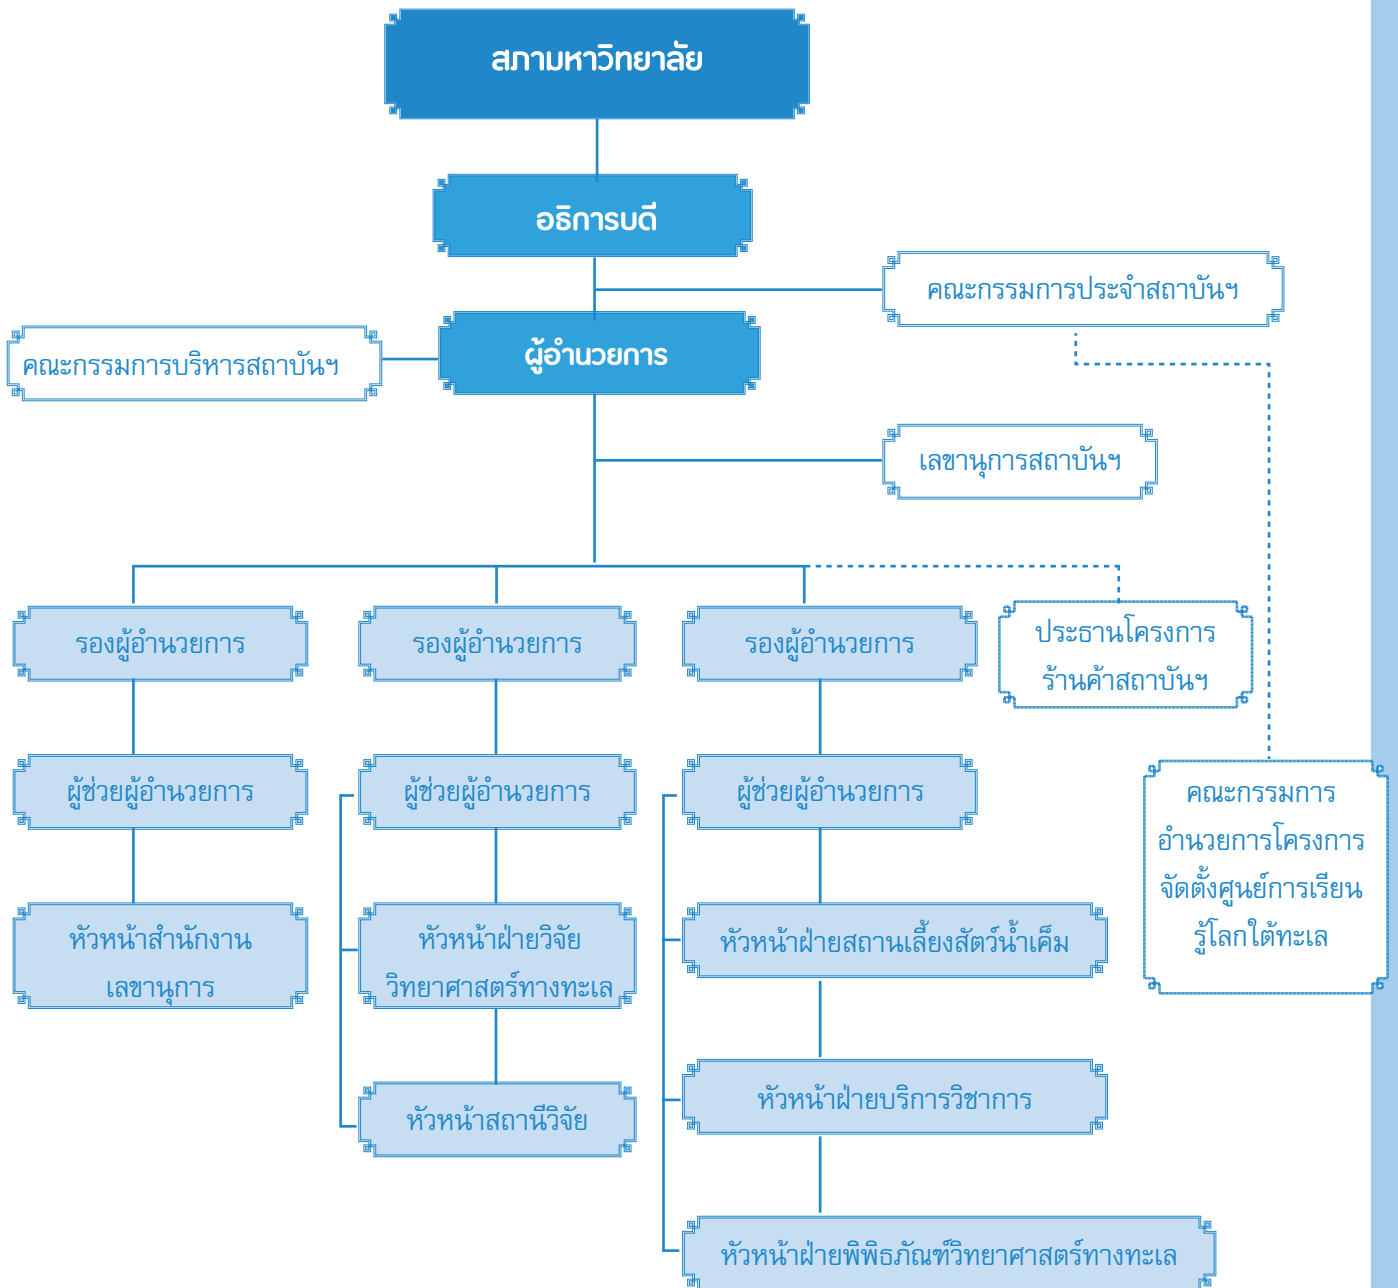 สภามหาวิทยาลัย
อธิการบดี
คณะกรรมการประจำสถาบันฯ
ผู้อำนวยการ
คณะกรรมการบริหารสถาบันฯ
เลขานุการสถาบันฯ
รองผู้อำนวยการ
รองผู้อำนวยการ
รองผู้อำนวยการ
ประธานโครงการ
ร้านค้าสถาบันฯ
ผู้ช่วยผู้อำนวยการ
ผู้ช่วยผู้อำนวยการ
ผู้ช่วยผู้อำนวยการ
คณะกรรมการ
อำนวยการโครงการ
จัดตั้งศูนย์การเรียน
รู้โลกใต้ทะเล
หัวหน้าสำนักงาน
เลขานุการ
หัวหน้าฝ่ายวิจัย
วิทยาศาสตร์ทางทะเล
หัวหน้าฝ่ายสถานเลี้ยงสัตว์น้ำเค็ม
หัวหน้าสถานีวิจัย
หัวหน้าฝ่ายบริการวิชาการ
หัวหน้าฝ่ายพิพิธภัณฑ์วิทยาศาสตร์ทางทะเล